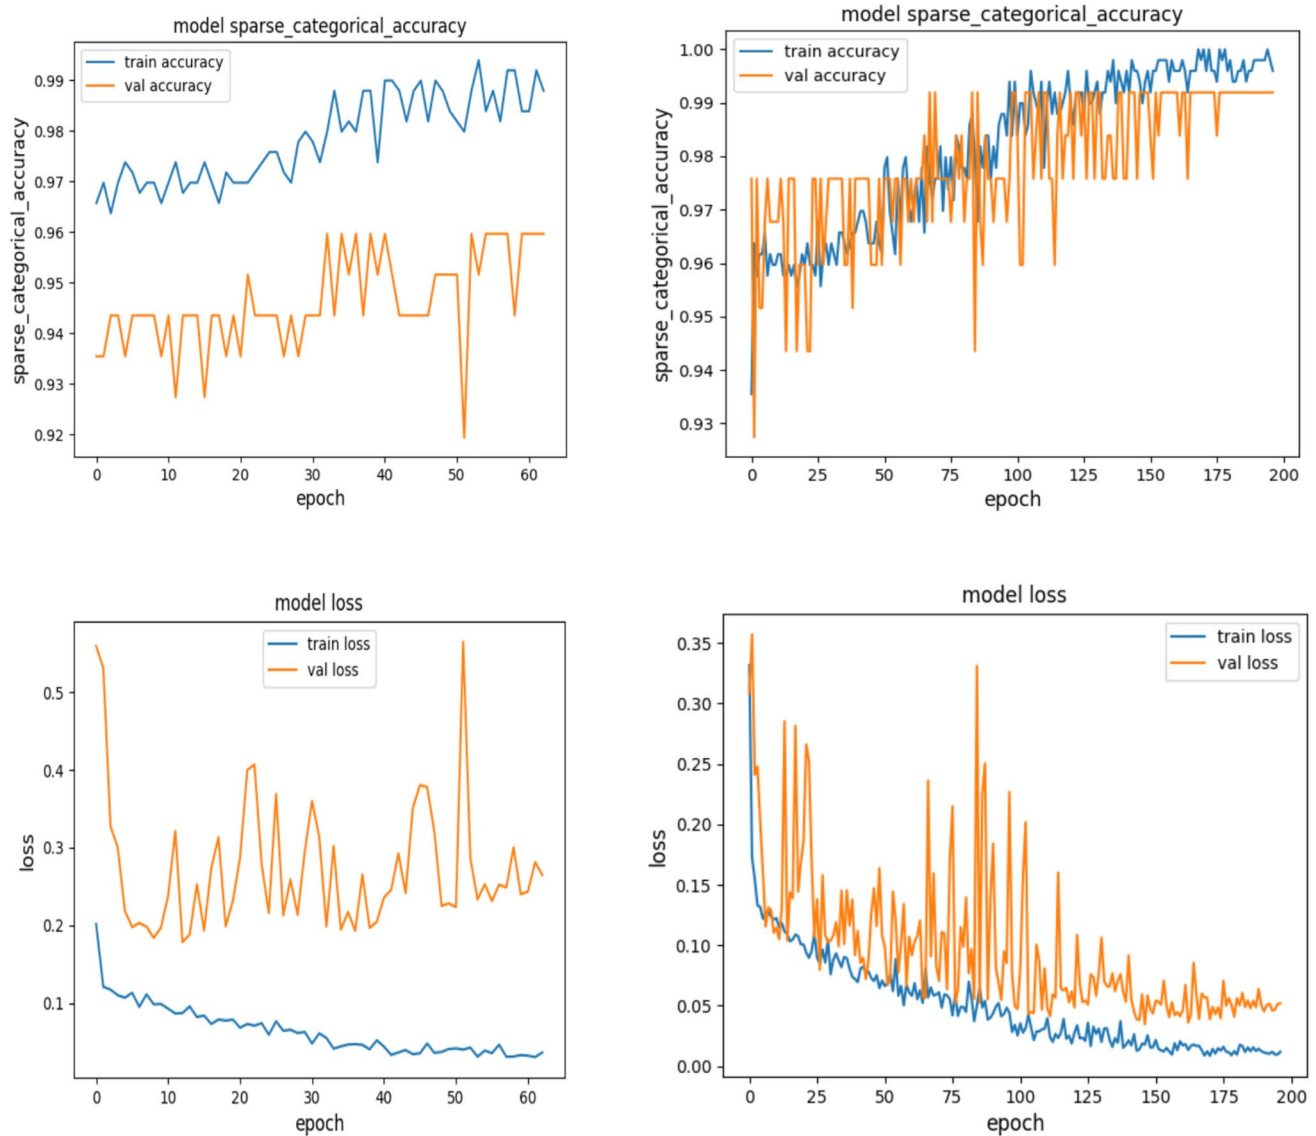 model sparse_categorical_accuracy
train accuracy
val accuracy
sparse_categorical_accuracy
0.99
0.98
0.97
0.96
0.95
0.94
0.93
0.92
0 10 20 30 40 50 60
epoch
model sparse_categorical_accuracy
train accuracy
val accuracy
sparse_categorical_accuracy
1.00
0.99
0.98
0.97
0.96
0.95
0.94
0.93
0 25 50 75 100 125 150 175 200
epoch
model loss
train loss
val loss
loss
0.5
0.4
0.3
0.2
0.1
0 10 20 30 40 50 60
epoch
model loss
train loss
val loss
loss
0.35
0.30
0.25
0.20
0.15
0.10
0.05
0.00
0 25 50 75 100 125 150 175 200
epoch